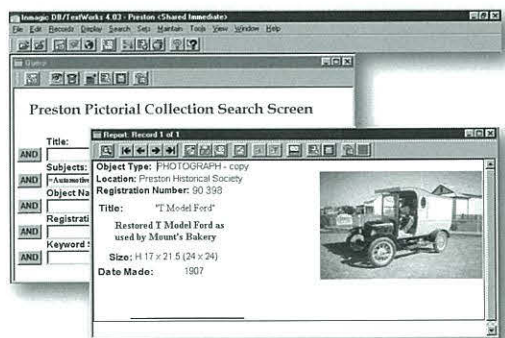 Inmagic DB/TextWorks 4.03 - Preston <Shared Immediate>
File Edit Records Display Search Sets Maintain Tools View Window Help
Preston Pictorial Collection Search Screen
Title:
AND
Subjects:
AND
Object Na
AND
Registrati
AND
Keyword S
AND
Report: Record 1 of 1
Object Type: PHOTOGRAPH - copy
Location: Preston Historical Society
Registration Number: 90 398
Title: "T Model Ford"
Restored T Model Ford as
used by Mount's Bakery
Size: H 17 x 21.5 (24 x 24)
Date Made: 1907